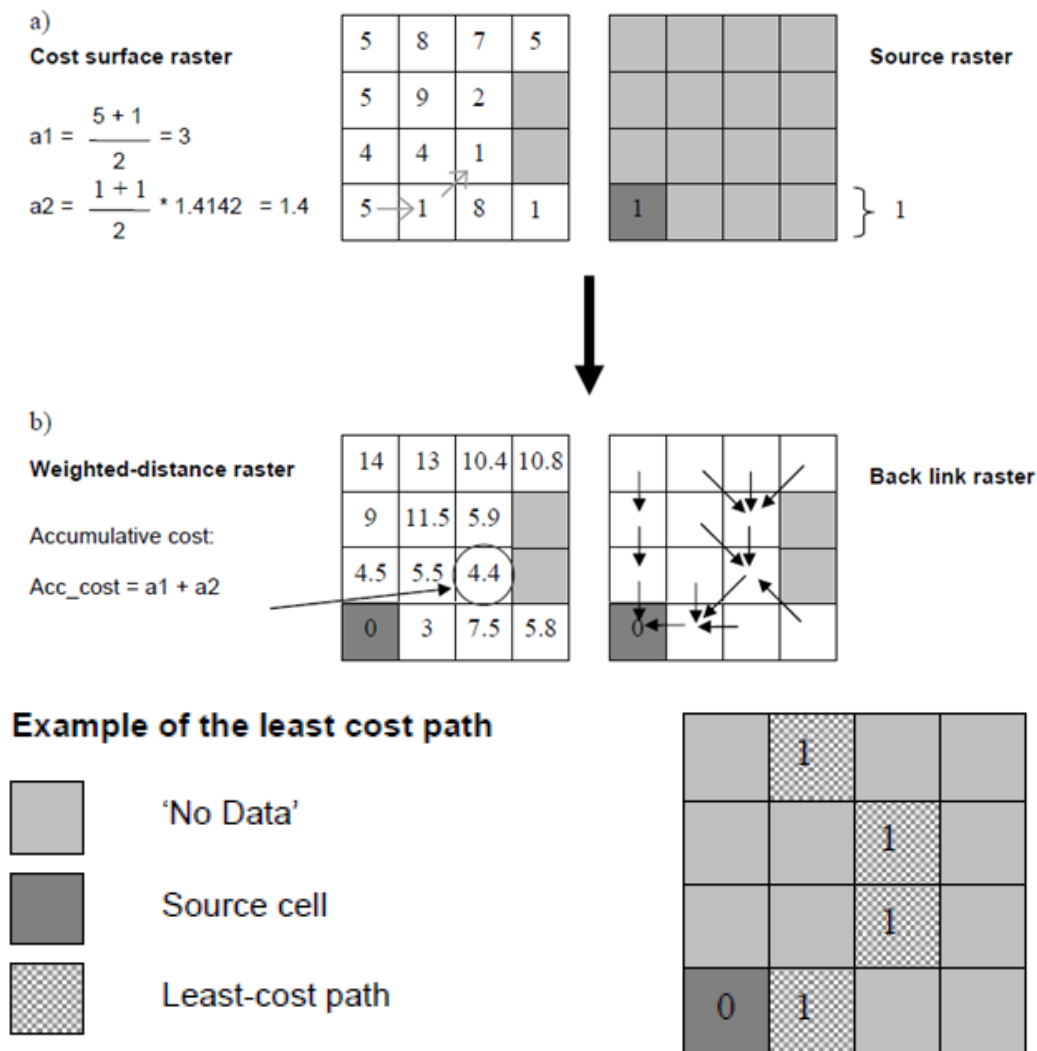 a)
Cost surface raster
a1 = 5 + 1 / 2 = 3
a2 = 1 + 1 / 2 * 1.4142 = 1.4
5 8 7 5
5 9 2
4 4 1
5 1 8 1
Source raster
1
} 1
b)
Weighted-distance raster
Accumulative cost:
Acc_cost = a1 + a2
14 13 10.4 10.8
9 11.5 5.9
4.5 5.5 4.4
0 3 7.5 5.8
Back link raster
0
Example of the least cost path
'No Data'
Source cell
Least-cost path
1
1
1
0 1